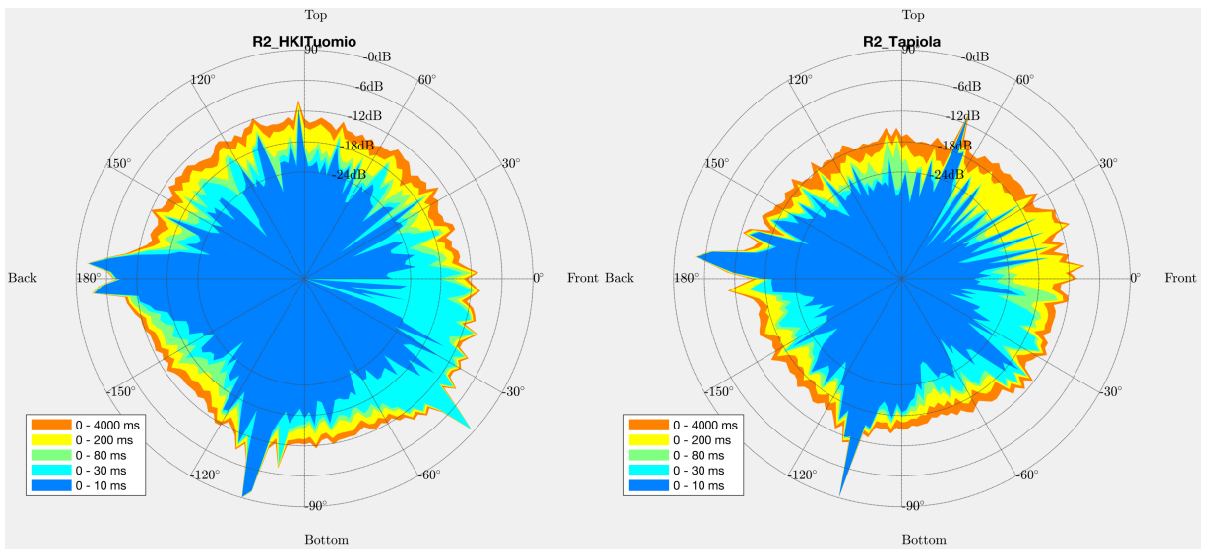 Top
R2_HKITuomio
90°
-0dB
120°
-6dB
60°
-12dB
-18dB
150°
30°
-24dB
Back
180°
0°
Front
-150°
-30°
-120°
-60°
-90°
Bottom
0 - 4000 ms
0 - 200 ms
0 - 80 ms
0 - 30 ms
0 - 10 ms
Top
R2_Tapiola
90°
-0dB
120°
-6dB
60°
-12dB
-18dB
150°
30°
-24dB
Back
180°
0°
Front
-150°
-30°
-120°
-60°
-90°
Bottom
0 - 4000 ms
0 - 200 ms
0 - 80 ms
0 - 30 ms
0 - 10 ms